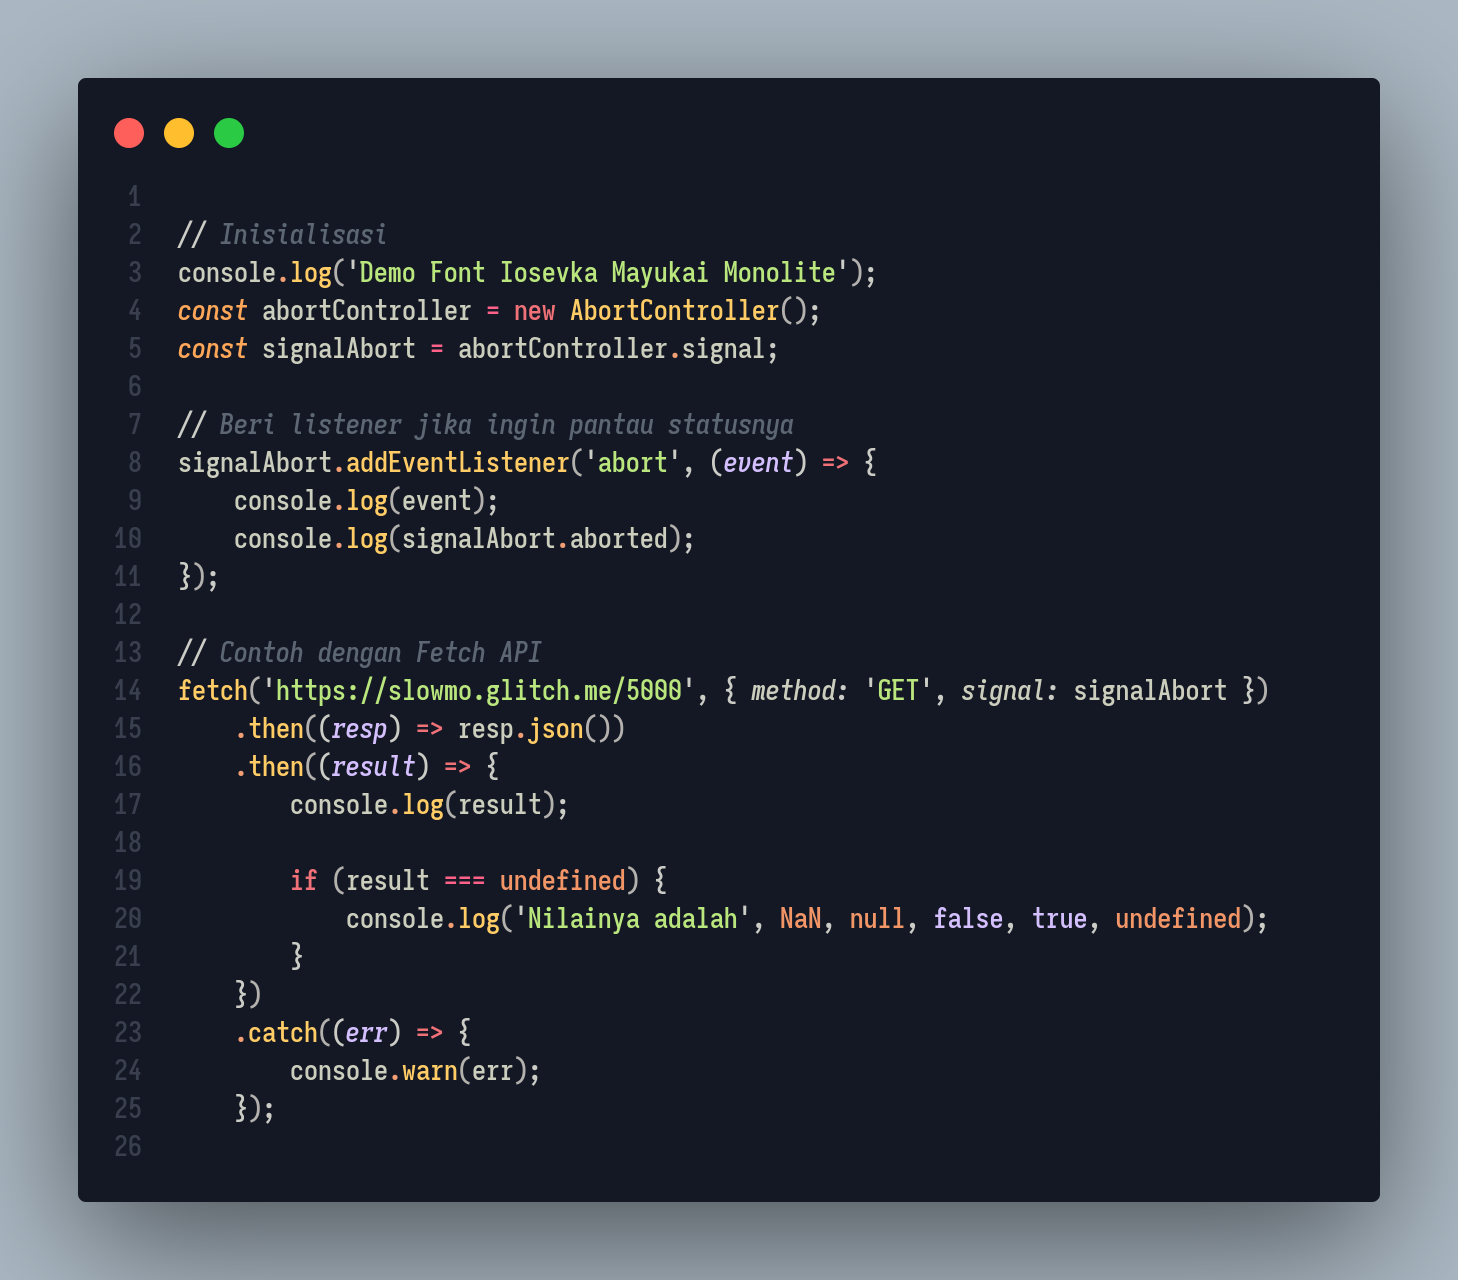 1
2 // Inisialisasi
3 console.log('Demo Font Iosevka Mayukai Monolite');
4 const abortController = new AbortController();
5 const signalAbort = abortController.signal;
6
7 // Beri listener jika ingin pantau statusnya
8 signalAbort.addEventListener('abort', (event) => {
9     console.log(event);
10     console.log(signalAbort.aborted);
11 });
12
13 // Contoh dengan Fetch API
14 fetch('https://slowmo.glitch.me/5000', { method: 'GET', signal: signalAbort })
15     .then((resp) => resp.json())
16     .then((result) => {
17         console.log(result);
18
19         if (result === undefined) {
20             console.log('Nilainya adalah', NaN, null, false, true, undefined);
21         }
22     })
23     .catch((err) => {
24         console.warn(err);
25     });
26